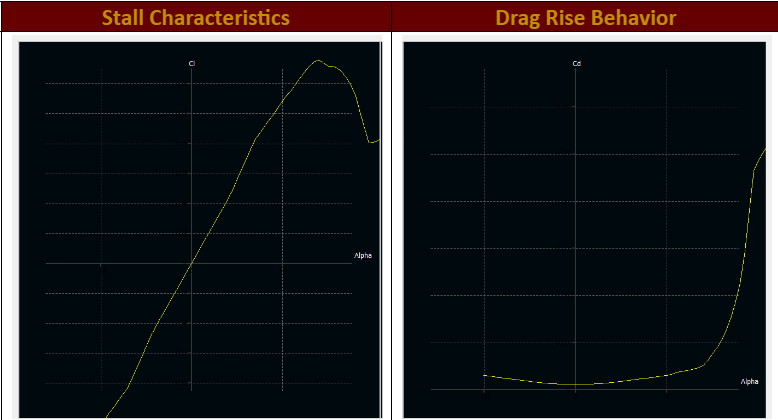 Stall Characteristics
Drag Rise Behavior
Cl
Alpha
Cd
Alpha